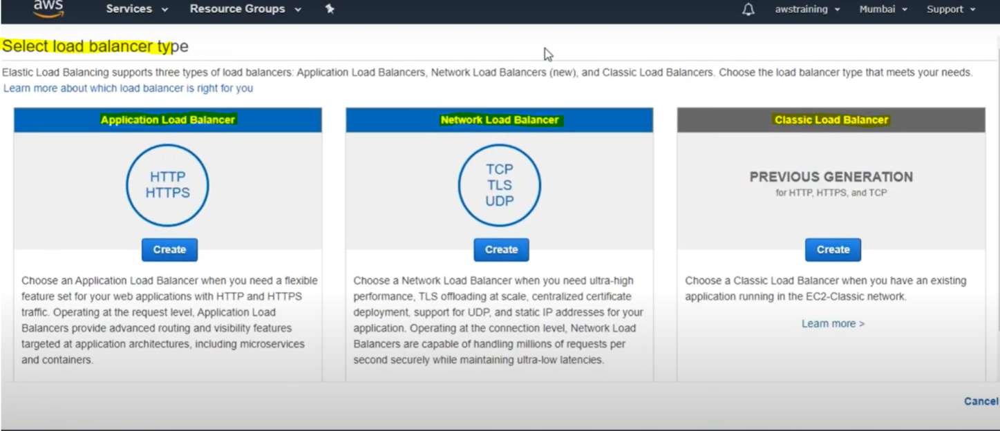 aws
Services
Resource Groups
awstraining
Mumbai
Support
Select load balancer type
Elastic Load Balancing supports three types of load balancers: Application Load Balancers, Network Load Balancers (new), and Classic Load Balancers. Choose the load balancer type that meets your needs.
Learn more about which load balancer is right for you
Application Load Balancer
HTTP
HTTPS
Create
Choose an Application Load Balancer when you need a flexible
feature set for your web applications with HTTP and HTTPS
traffic. Operating at the request level, Application Load
Balancers provide advanced routing and visibility features
targeted at application architectures, including microservices
and containers.
Network Load Balancer
TCP
TLS
UDP
Create
Choose a Network Load Balancer when you need ultra-high
performance, TLS offloading at scale, centralized certificate
deployment, support for UDP, and static IP addresses for your
application. Operating at the connection level, Network Load
Balancers are capable of handling millions of requests per
second securely while maintaining ultra-low latencies.
Classic Load Balancer
PREVIOUS GENERATION
for HTTP, HTTPS, and TCP
Create
Choose a Classic Load Balancer when you have an existing
application running in the EC2-Classic network.
Learn more >
Cancel